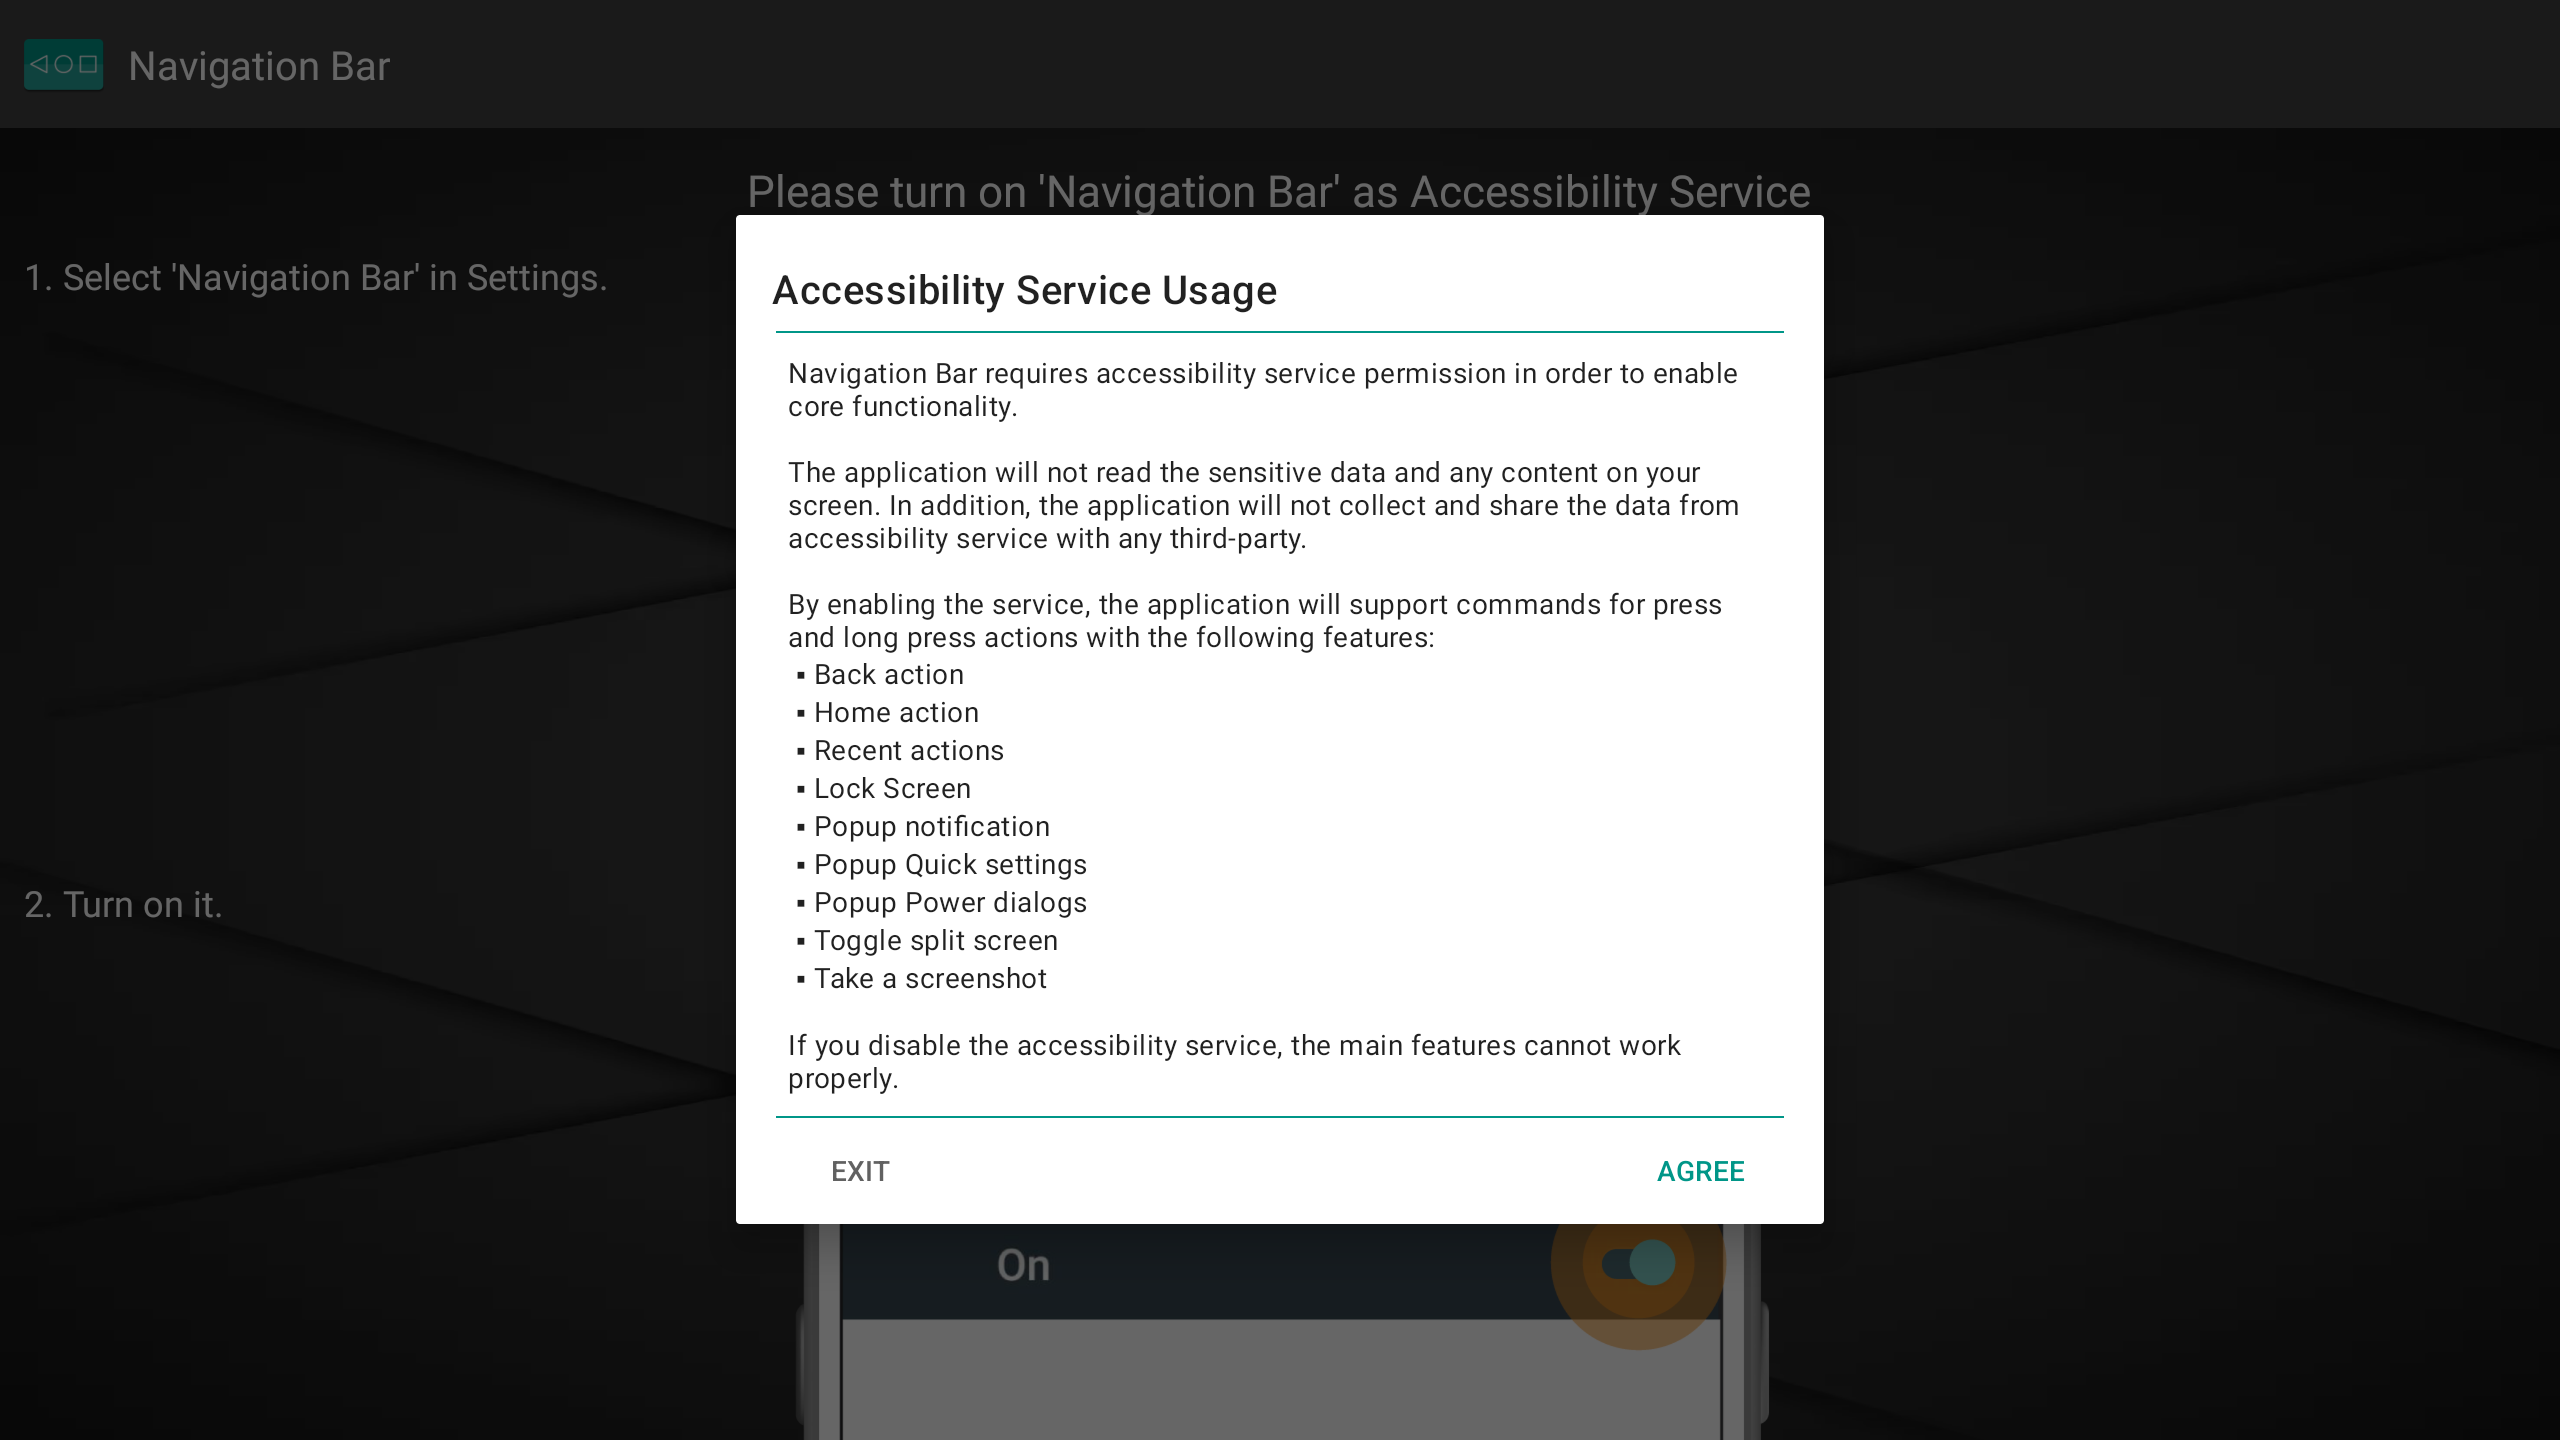 Navigation Bar
Please turn on 'Navigation Bar' as Accessibility Service
1. Select 'Navigation Bar' in Settings.
Accessibility Service Usage
Navigation Bar requires accessibility service permission in order to enable
core functionality.
The application will not read the sensitive data and any content on your
screen. In addition, the application will not collect and share the data from
accessibility service with any third-party.
By enabling the service, the application will support commands for press
and long press actions with the following features:
▪ Back action
▪ Home action
▪ Recent actions
▪ Lock Screen
▪ Popup notification
▪ Popup Quick settings
▪ Popup Power dialogs
▪ Toggle split screen
▪ Take a screenshot
If you disable the accessibility service, the main features cannot work
properly.
EXIT
AGREE
2. Turn on it.
On